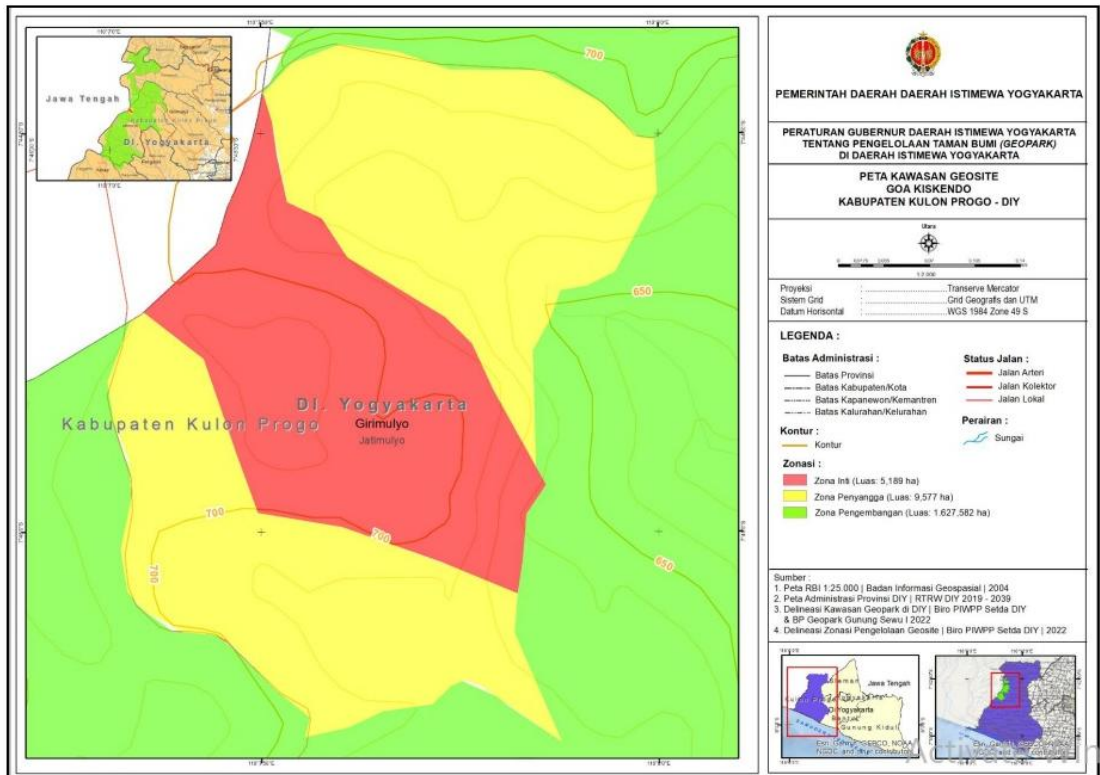 Jawa Tengah
DI. Yogyakarta
700
650
DI. Yogyakarta
Kabupaten Kulon Progo
Girimulyo
Jatimulyo
700
700
700
650
PEMERINTAH DAERAH DAERAH ISTIMEWA YOGYAKARTA
PERATURAN GUBERNUR DAERAH ISTIMEWA YOGYAKARTA
TENTANG PENGELOLAAN TAMAN BUMI (GEOPARK)
DI DAERAH ISTIMEWA YOGYAKARTA
PETA KAWASAN GEOSITE
GOA KISKENDO
KABUPATEN KULON PROGO - DIY
Utara
Proyeksi : Transerve Mercator
Sistem Grid : Grid Geografis dan UTM
Datum Horisontal : WGS 1984 Zone 49 S
LEGENDA :
Batas Administrasi :
Batas Provinsi
Batas Kabupaten/Kota
Batas Kapanewon/Kemantren
Batas Kalurahan/Kelurahan
Status Jalan :
Jalan Arteri
Jalan Kolektor
Jalan Lokal
Perairan :
Sungai
Kontur :
Kontur
Zonasi :
Zona Inti (Luas: 5,189 ha)
Zona Penyangga (Luas: 9,577 ha)
Zona Pengembangan (Luas: 1.627,582 ha)
Sumber :
1. Peta RBI 1:25.000 | Badan Informasi Geospasial | 2004
2. Peta Administrasi Provinsi DIY | RTRW DIY 2019 - 2039
3. Delineasi Kawasan Geopark di DIY | Biro PIWPP Setda DIY
& BP Geopark Gunung Sewu I 2022
4. Delineasi Zonasi Pengelolaan Geosite | Biro PIWPP Setda DIY | 2022
Jawa Tengah
DI Yogyakarta
Gunung Kidul